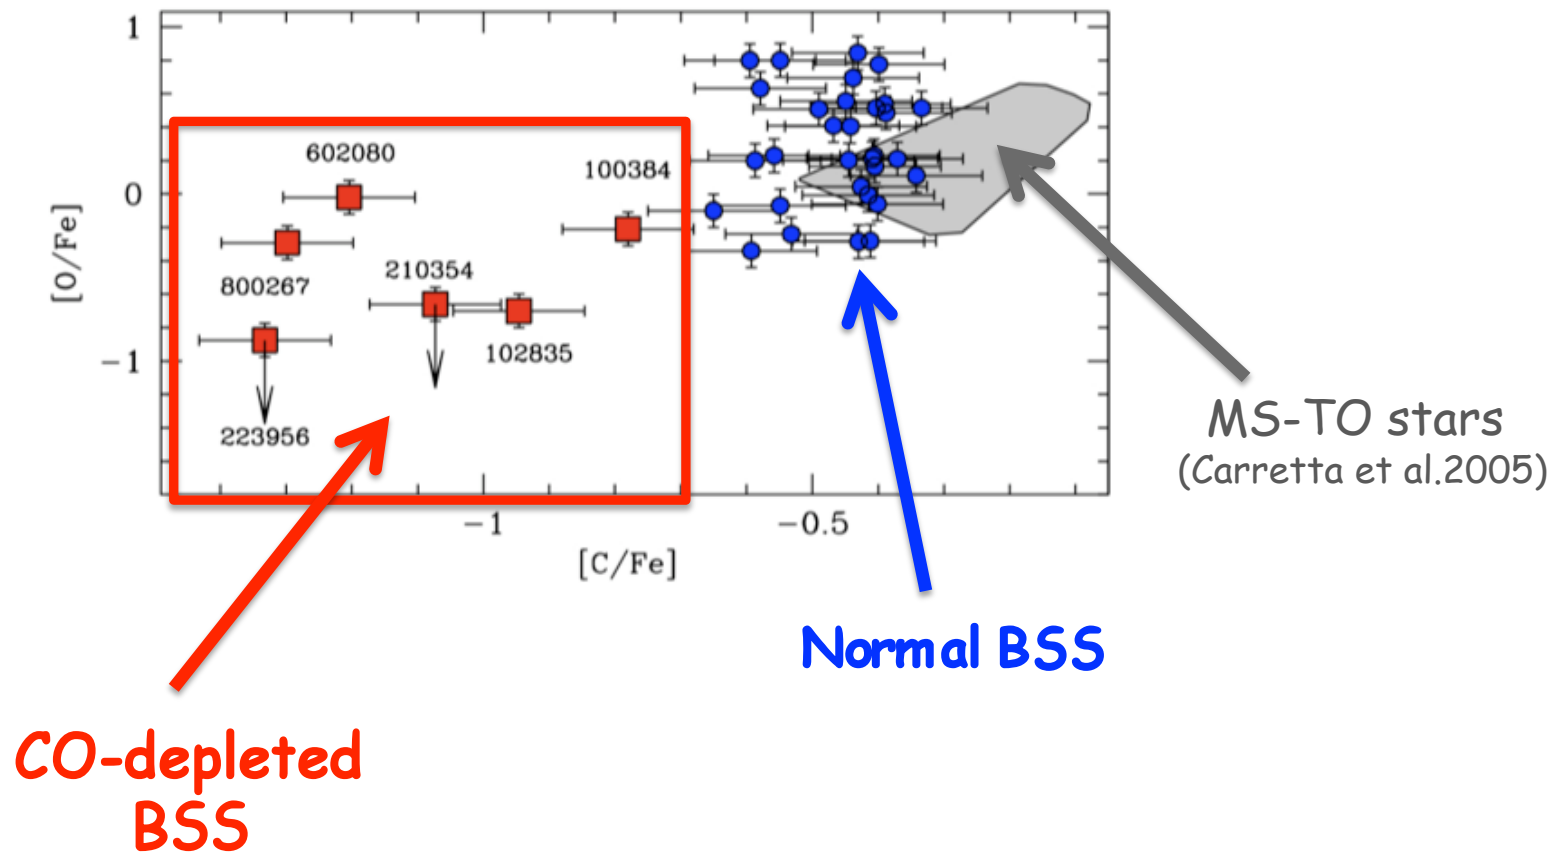 1
0
−1
[O/Fe]
602080
100384
800267
210354
102835
223956
−1
−0.5
[C/Fe]
MS-TO stars
(Carretta et al.2005)
Normal BSS
CO-depleted
BSS